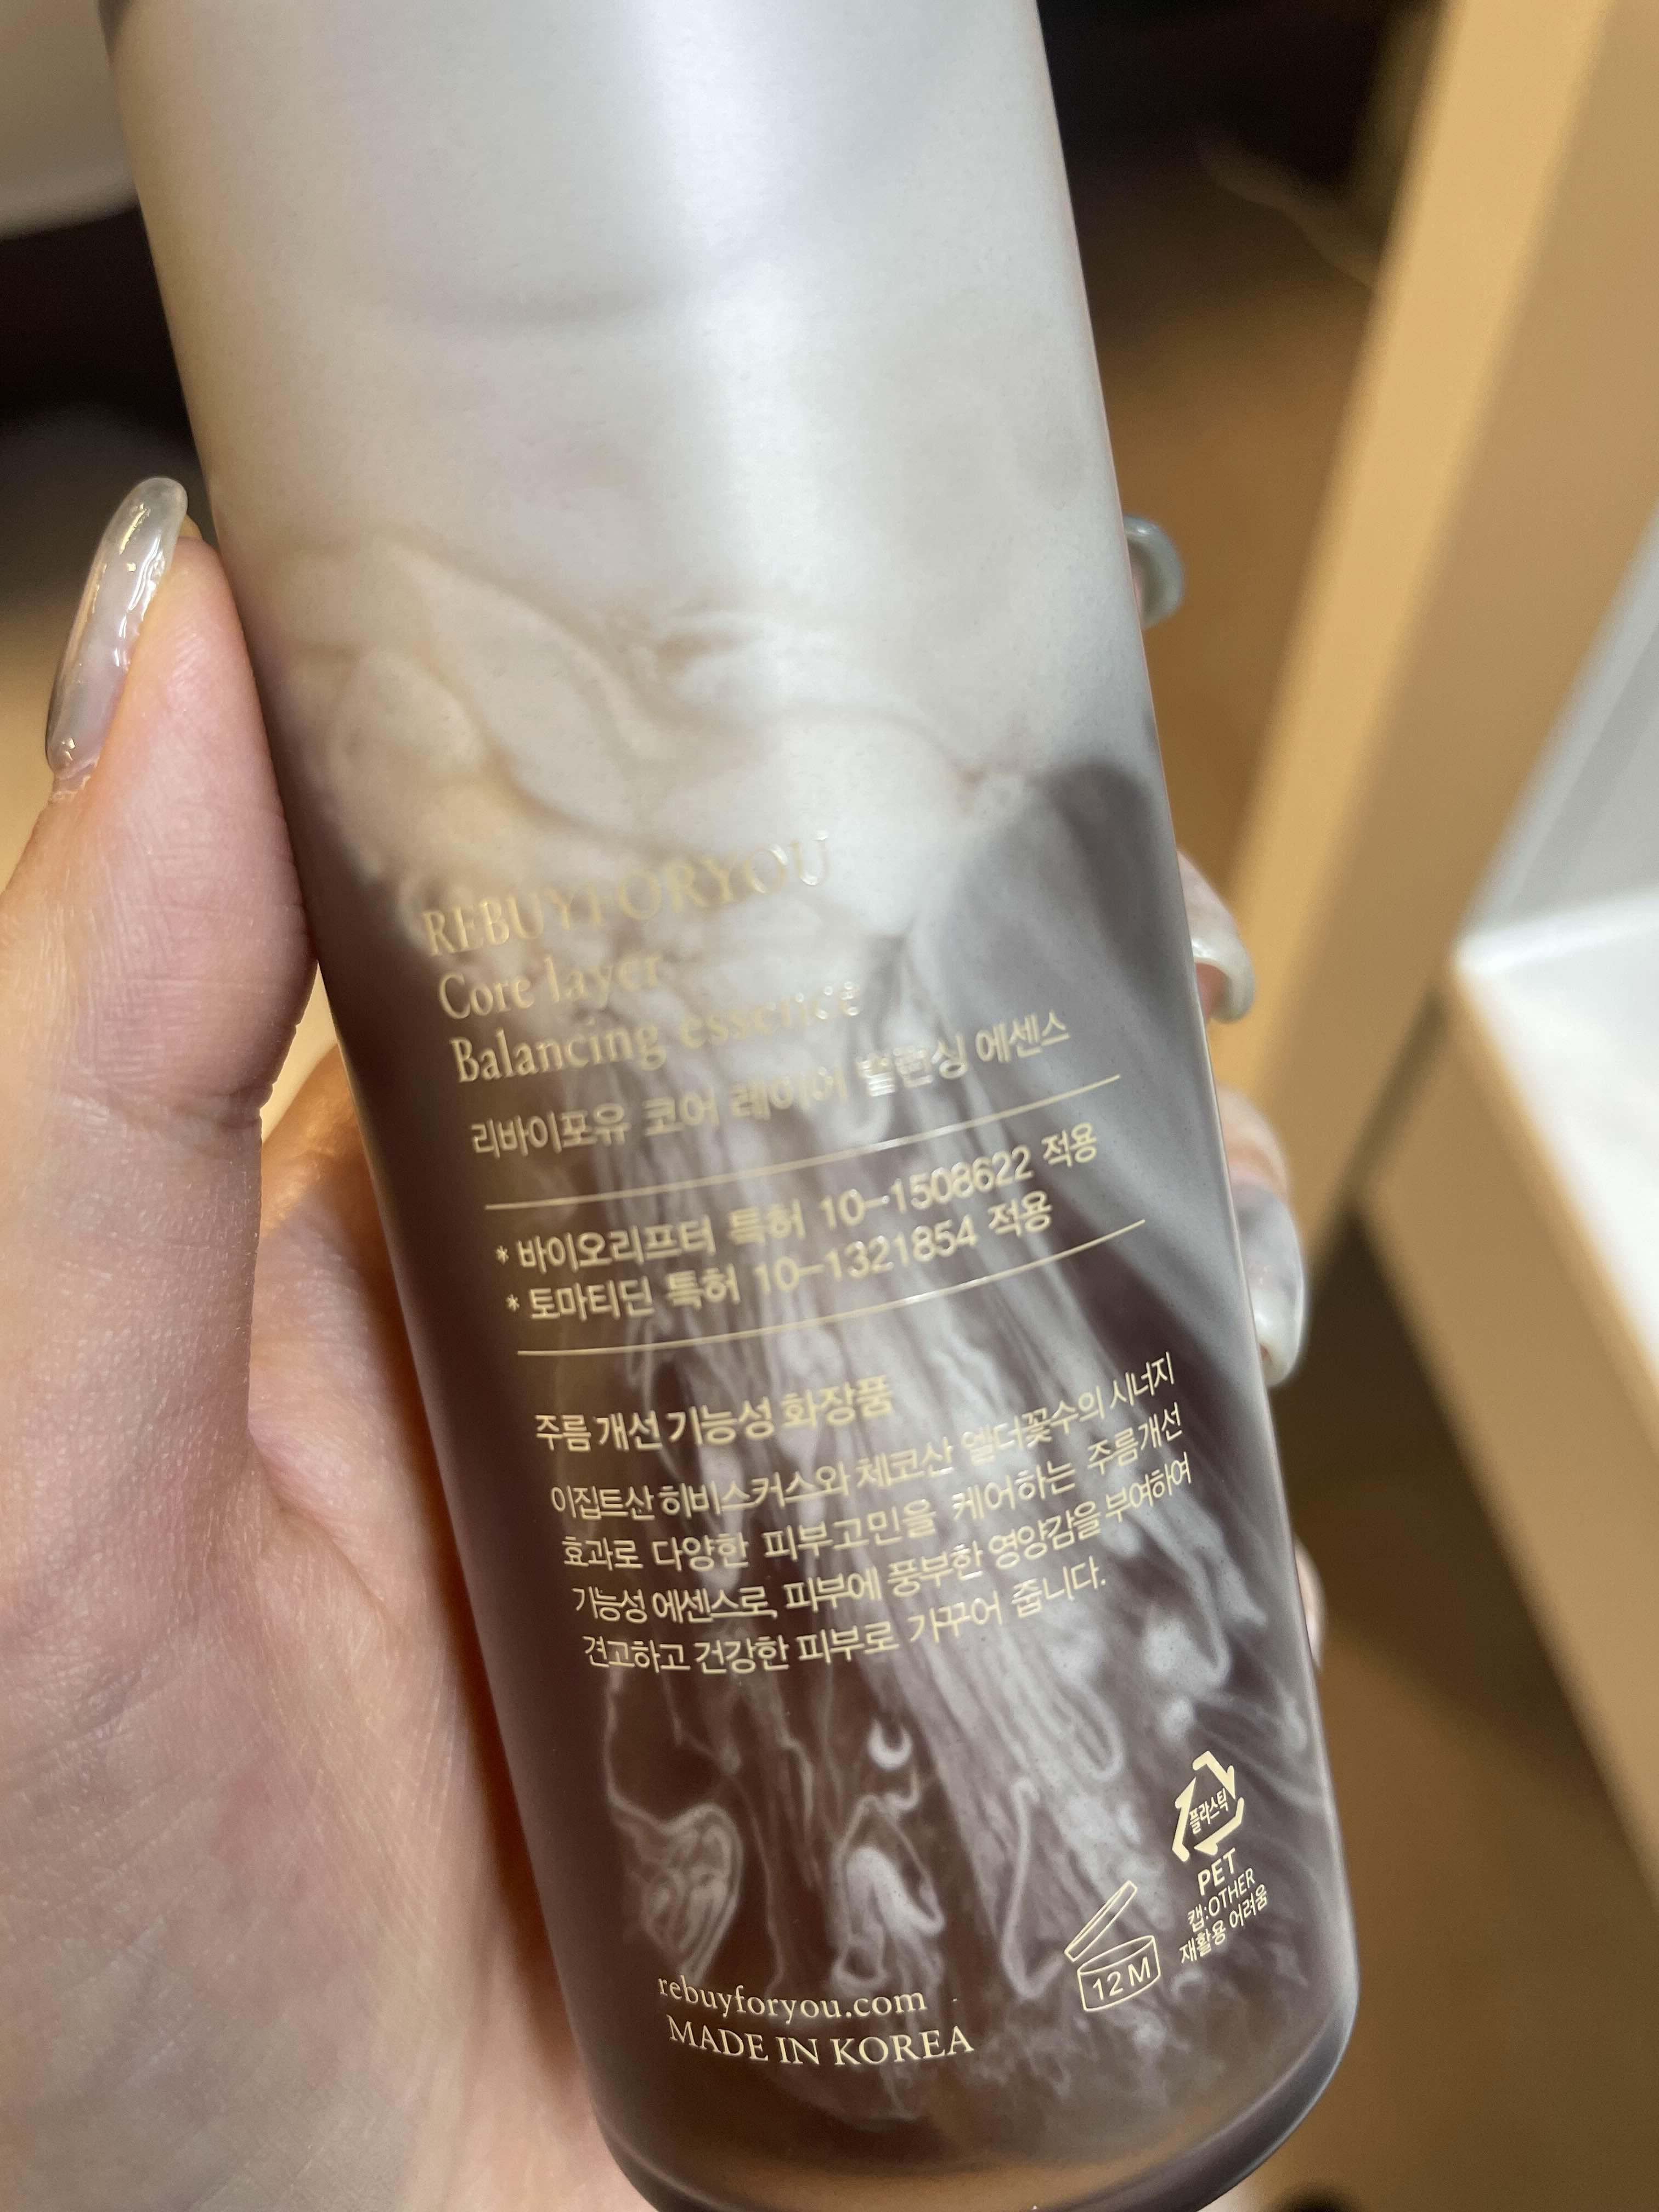 REBUYFORYOU
Core layer
Balancing essence
리바이포유 코어 레이어 밸런싱 에센스
* 바이오리프터 특허 10-1508622 적용
* 토마티딘 특허 10-1321854 적용
주름 개선 기능성 화장품
이집트산 히비스커스와 체코산 엘더꽃수의 시너지
효과로 다양한 피부고민을 케어하는 주름개선
기능성 에센스로, 피부에 풍부한 영양감을 부여하여
견고하고 건강한 피부로 가꾸어 줍니다.
플라스틱
PET
캡:OTHER
재활용 어려움
12M
rebuyforyou.com
MADE IN KOREA